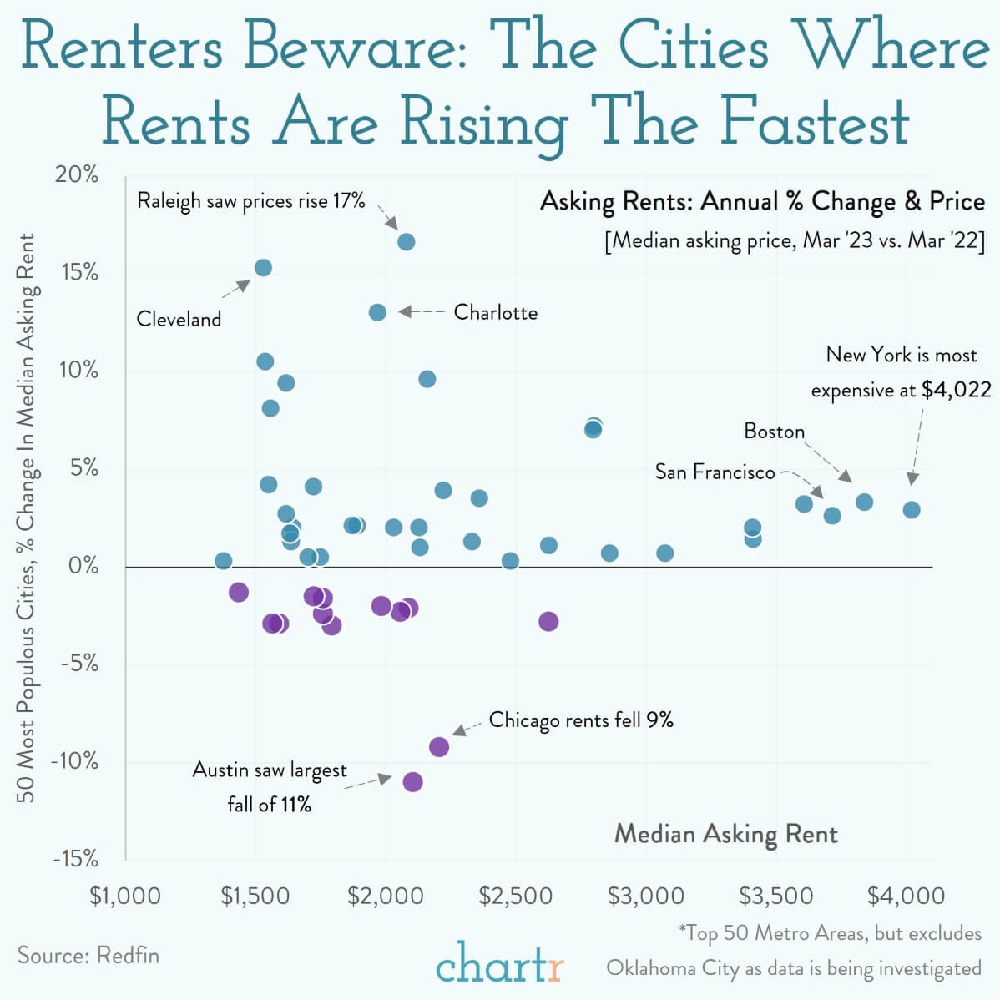 Renters Beware: The Cities Where
Rents Are Rising The Fastest
50 Most Populous Cities, % Change In Median Asking Rent
20%
15%
10%
5%
0%
-5%
-10%
-15%
Asking Rents: Annual % Change & Price
[Median asking price, Mar '23 vs. Mar '22]
Raleigh saw prices rise 17%
Cleveland
Charlotte
New York is most
expensive at $4,022
Boston
San Francisco
Chicago rents fell 9%
Austin saw largest
fall of 11%
Median Asking Rent
$1,000 $1,500 $2,000 $2,500 $3,000 $3,500 $4,000
Source: Redfin
chartr
*Top 50 Metro Areas, but excludes
Oklahoma City as data is being investigated